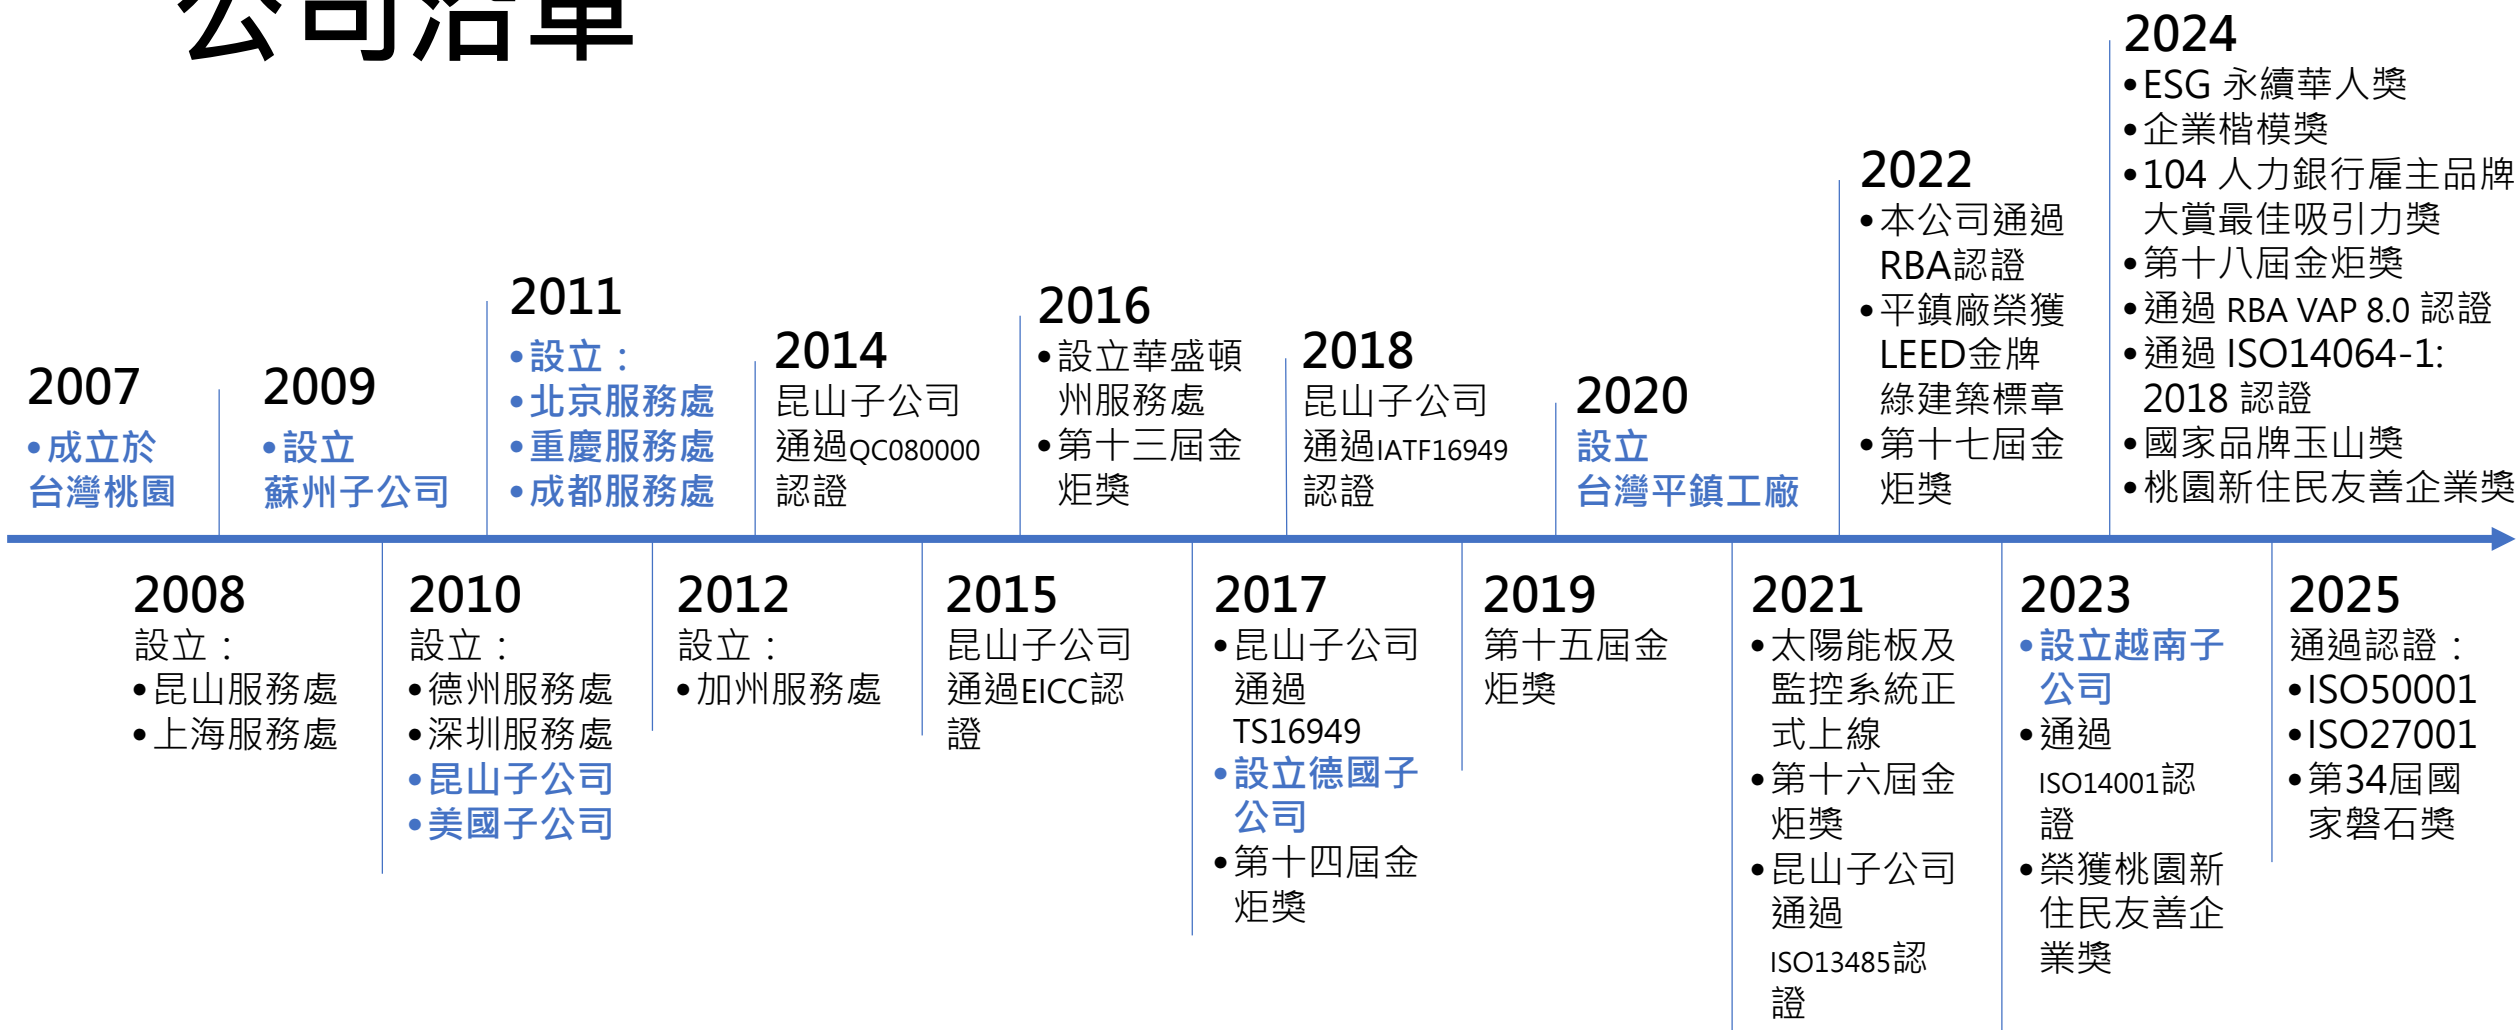 公司沿革
2007
•成立於
台灣桃園
2008
設立：
•昆山服務處
•上海服務處
2009
•設立
蘇州子公司
2010
設立：
•德州服務處
•深圳服務處
•昆山子公司
•美國子公司
2011
•設立：
•北京服務處
•重慶服務處
•成都服務處
2012
設立：
•加州服務處
2014
昆山子公司
通過QC080000
認證
2015
昆山子公司
通過EICC認
證
2016
•設立華盛頓
州服務處
•第十三屆金
炬獎
2017
•昆山子公司
通過
TS16949
•設立德國子
公司
•第十四屆金
炬獎
2018
昆山子公司
通過IATF16949
認證
2019
第十五屆金
炬獎
2020
設立
台灣平鎮工廠
2021
•太陽能板及
監控系統正
式上線
•第十六屆金
炬獎
•昆山子公司
通過
ISO13485認
證
2022
•本公司通過
RBA認證
•平鎮廠榮獲
LEED金牌
綠建築標章
•第十七屆金
炬獎
2023
•設立越南子
公司
•通過
ISO14001認
證
•榮獲桃園新
住民友善企
業獎
2024
•ESG 永續華人獎
•企業楷模獎
•104 人力銀行雇主品牌
大賞最佳吸引力獎
•第十八屆金炬獎
•通過 RBA VAP 8.0 認證
•通過 ISO14064-1:
2018 認證
•國家品牌玉山獎
•桃園新住民友善企業獎
2025
通過認證：
•ISO50001
•ISO27001
•第34屆國
家磐石獎